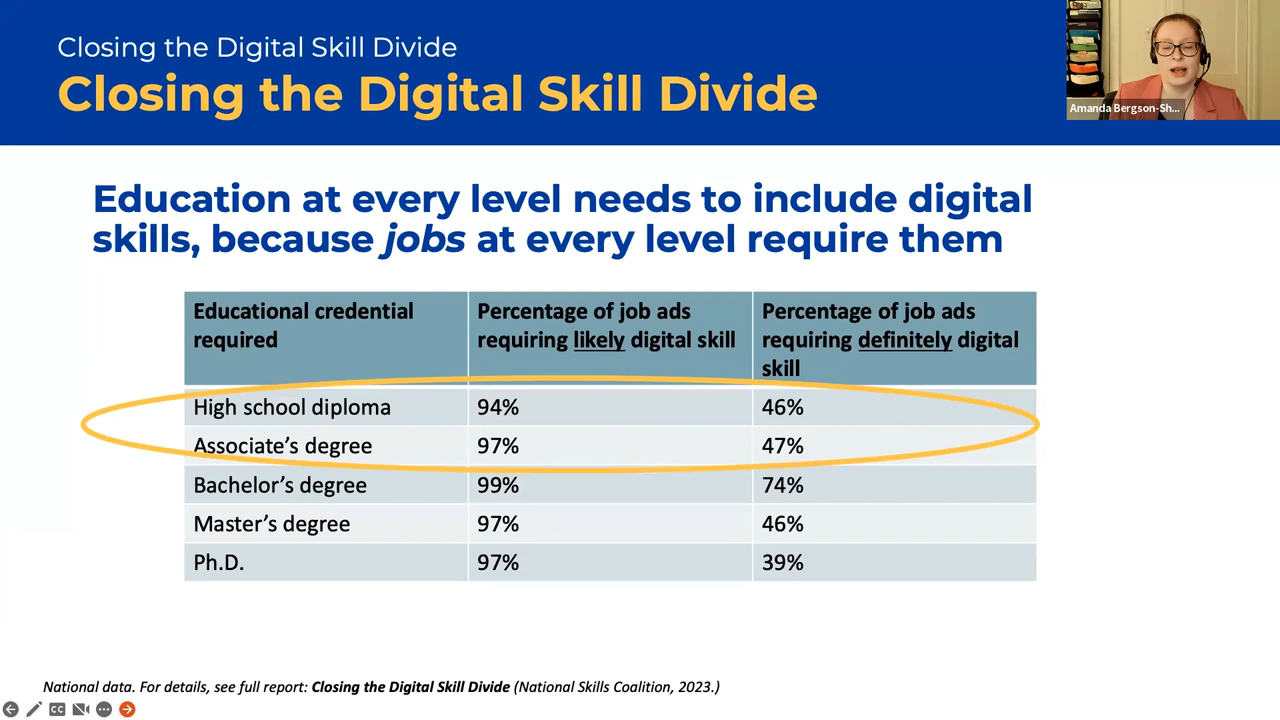 Closing the Digital Skill Divide
Closing the Digital Skill Divide
Amanda Bergson-Sh...
Education at every level needs to include digital
skills, because jobs at every level require them
Educational credential
required
Percentage of job ads
requiring likely digital skill
Percentage of job ads
requiring definitely digital
skill
High school diploma
94%
46%
Associate's degree
97%
47%
Bachelor's degree
99%
74%
Master's degree
97%
46%
Ph.D.
97%
39%
National data. For details, see full report: Closing the Digital Skill Divide (National Skills Coalition, 2023.)
CC